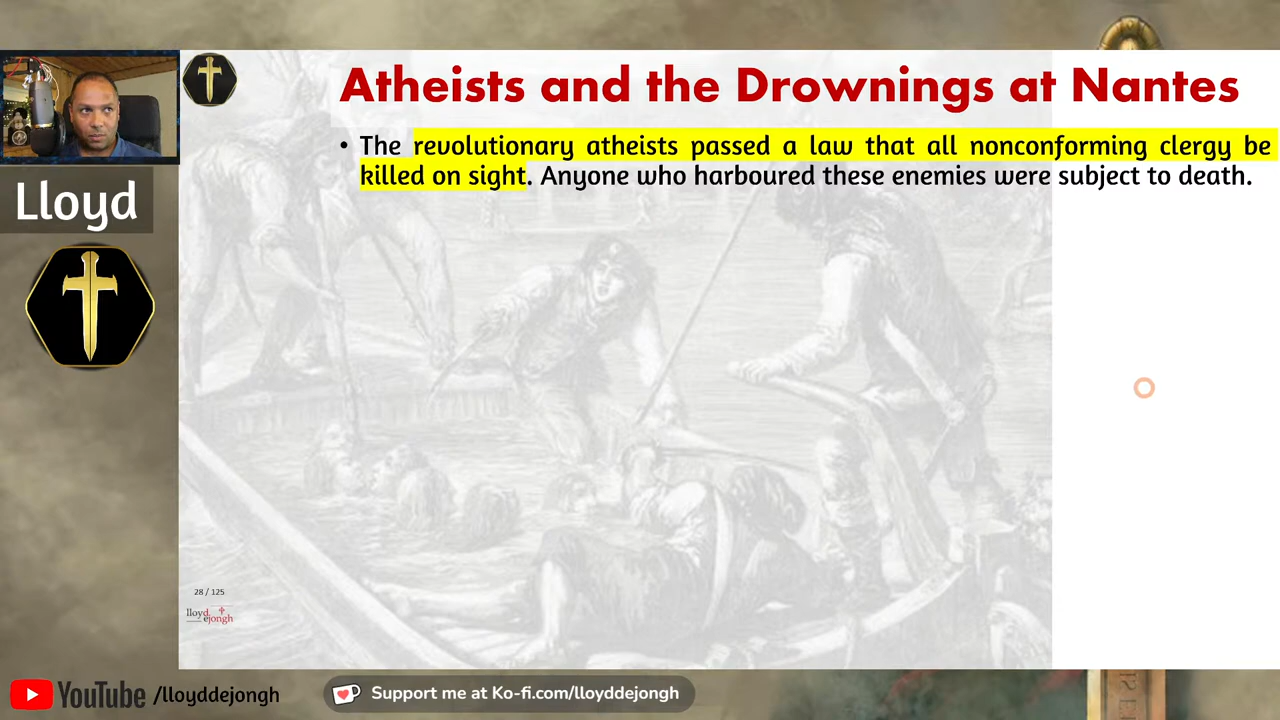 Atheists and the Drownings at Nantes
• The revolutionary atheists passed a law that all nonconforming clergy be
killed on sight. Anyone who harboured these enemies were subject to death.
Lloyd
28 / 125
lloyd
ejongh
YouTube /lloyddejongh
Support me at Ko-fi.com/lloyddejongh